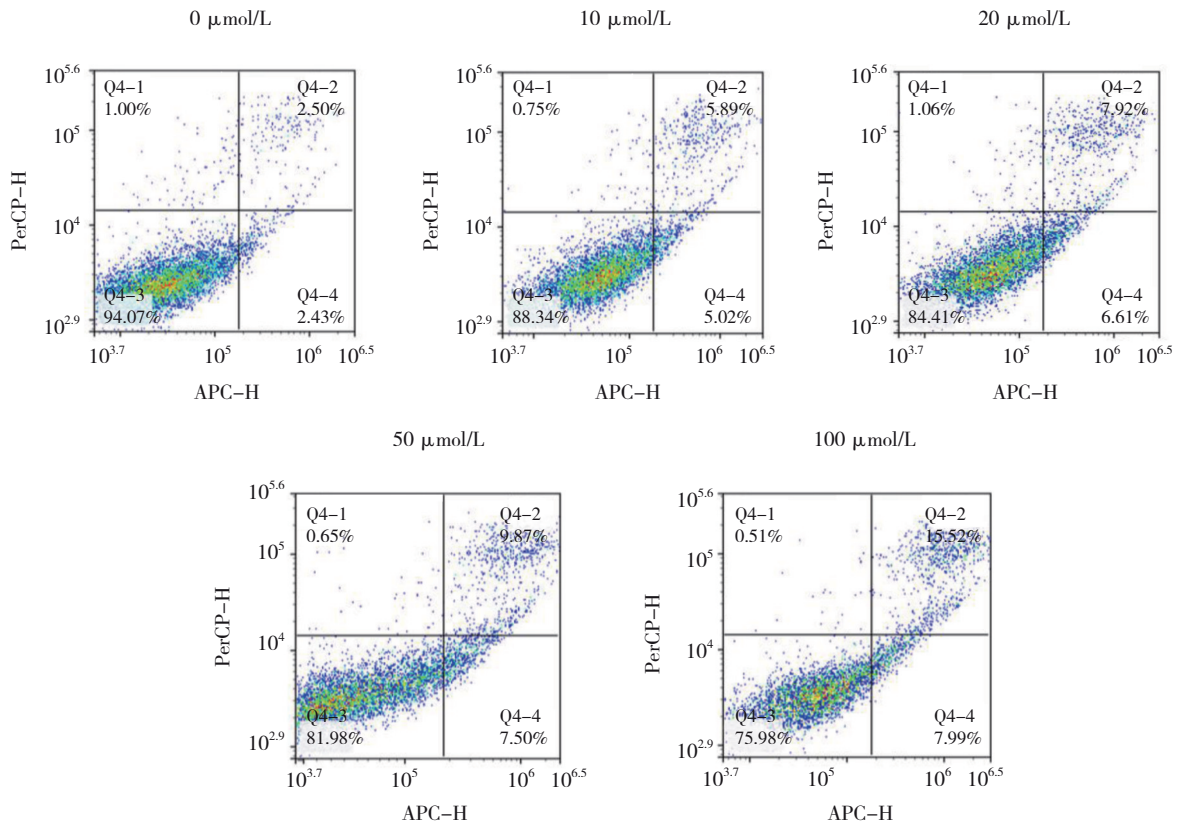 0 μmol/L
10 μmol/L
20 μmol/L
10^5.6
Q4-1
1.00%
Q4-2
2.50%
10^5
PerCP-H
10^4
Q4-3
94.07%
Q4-4
2.43%
10^2.9
10^3.7
10^5
10^6
10^6.5
APC-H
10^5.6
Q4-1
0.75%
Q4-2
5.89%
10^5
PerCP-H
10^4
Q4-3
88.34%
Q4-4
5.02%
10^2.9
10^3.7
10^5
10^6
10^6.5
APC-H
10^5.6
Q4-1
1.06%
Q4-2
7.92%
10^5
PerCP-H
10^4
Q4-3
84.41%
Q4-4
6.61%
10^2.9
10^3.7
10^5
10^6
10^6.5
APC-H
50 μmol/L
100 μmol/L
10^5.6
Q4-1
0.65%
Q4-2
9.87%
10^5
PerCP-H
10^4
Q4-3
81.98%
Q4-4
7.50%
10^2.9
10^3.7
10^5
10^6
10^6.5
APC-H
10^5.6
Q4-1
0.51%
Q4-2
15.52%
10^5
PerCP-H
10^4
Q4-3
75.98%
Q4-4
7.99%
10^2.9
10^3.7
10^5
10^6
10^6.5
APC-H